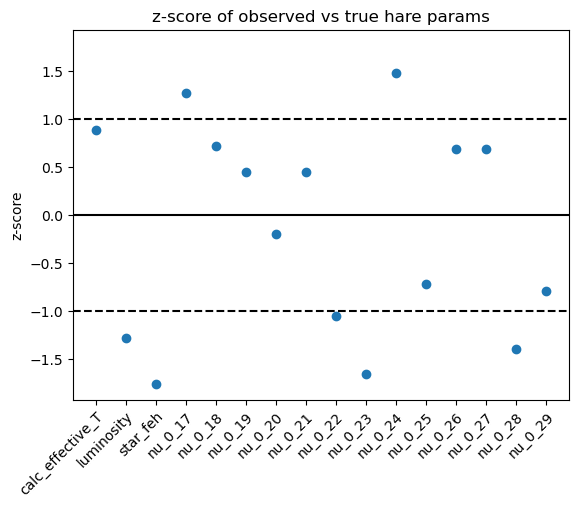 z-score of observed vs true hare params
z-score
1.5
1.0
0.5
0.0
−0.5
−1.0
−1.5
calc_effective_T
luminosity
star_feh
nu_0_17
nu_0_18
nu_0_19
nu_0_20
nu_0_21
nu_0_22
nu_0_23
nu_0_24
nu_0_25
nu_0_26
nu_0_27
nu_0_28
nu_0_29